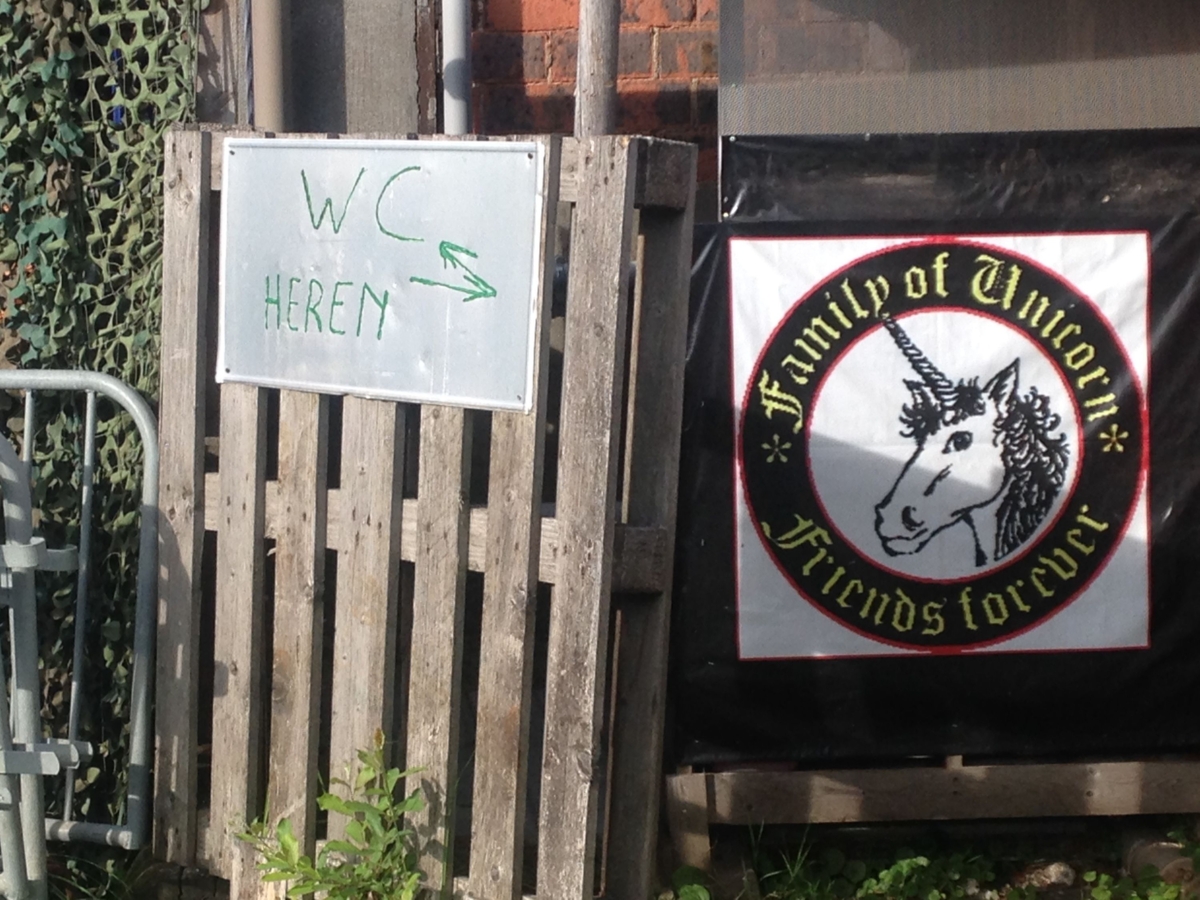 WC
HEREN
Family of Unicorn
Friends forever